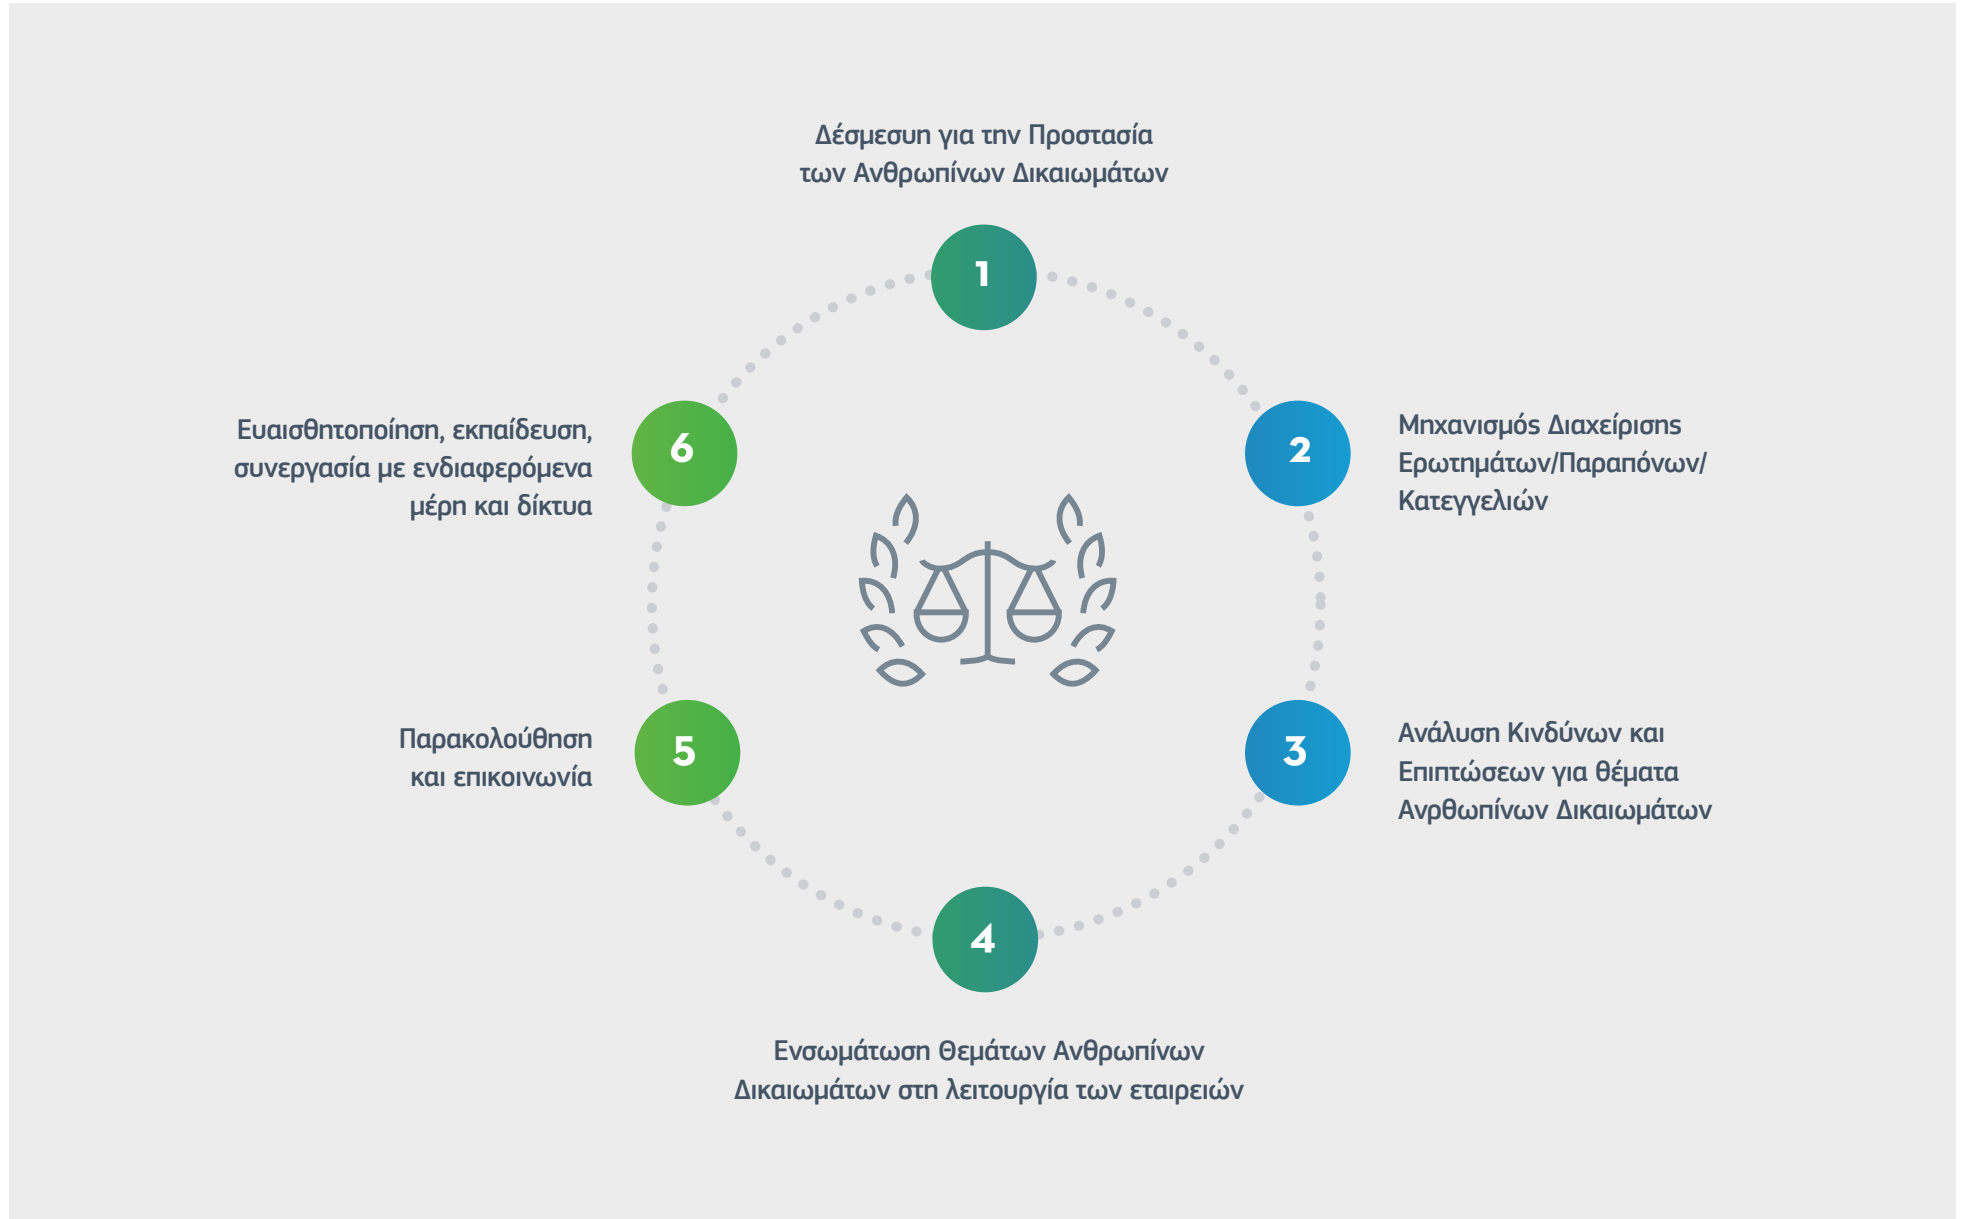 Δέσμεσυη για την Προστασία
των Ανθρωπίνων Δικαιωμάτων
1
2
Μηχανισμός Διαχείρισης
Ερωτημάτων/Παραπόνων/
Κατεγγελιών
3
Ανάλυση Κινδύνων και
Επιπτώσεων για θέματα
Ανρθωπίνων Δικαιωμάτων
4
Ενσωμάτωση Θεμάτων Ανθρωπίνων
Δικαιωμάτων στη λειτουργία των εταιρειών
5
Παρακολούθηση
και επικοινωνία
6
Ευαισθητοποίηση, εκπαίδευση,
συνεργασία με ενδιαφερόμενα
μέρη και δίκτυα